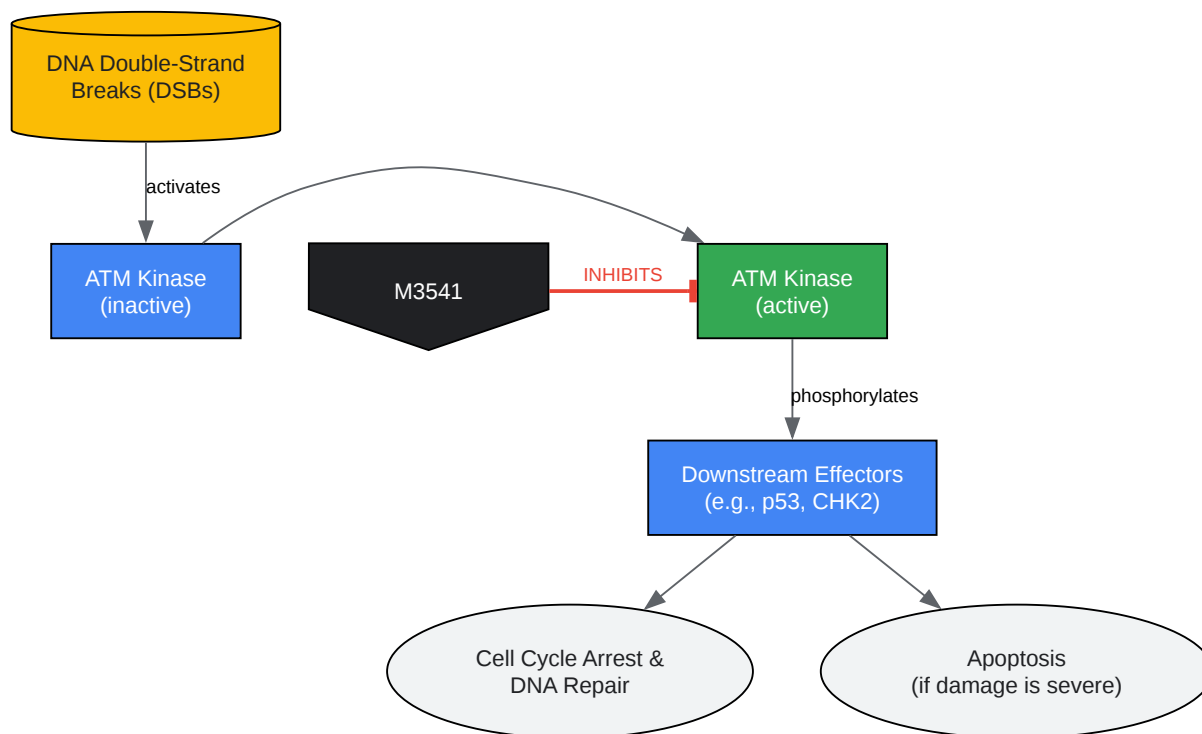 DNA Double-Strand
Breaks (DSBs)
activates
ATM Kinase
(inactive)
M3541
INHIBITS
ATM Kinase
(active)
phosphorylates
Downstream Effectors
(e.g., p53, CHK2)
Cell Cycle Arrest &
DNA Repair
Apoptosis
(if damage is severe)